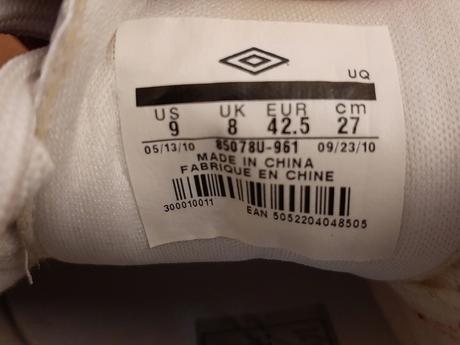 UQ
US UK EUR cm
9 8 42.5 27
05/13/10 85078U-961 09/23/10
MADE IN CHINA
FABRIQUE EN CHINE
300010011
EAN 5052204048505